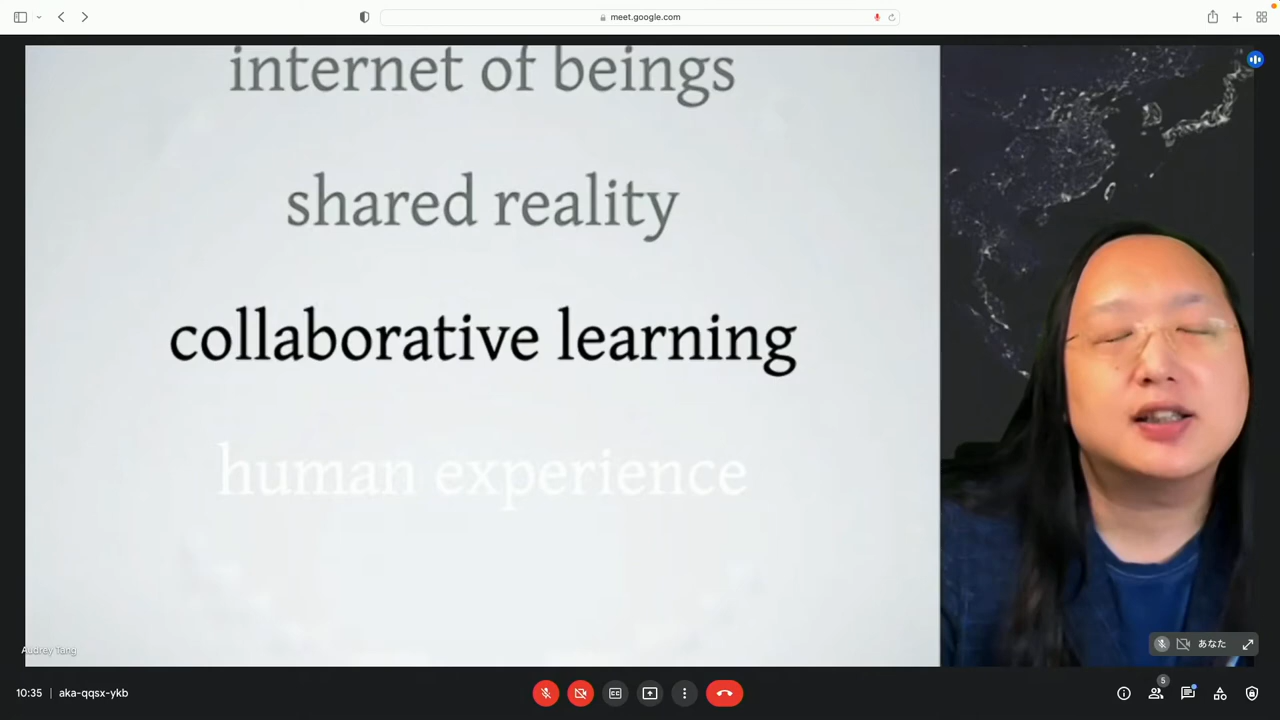 meet.google.com
internet of beings
shared reality
collaborative learning
human experience
Audrey Tang
あなた
10:35 | aka-qqsx-ykb
5